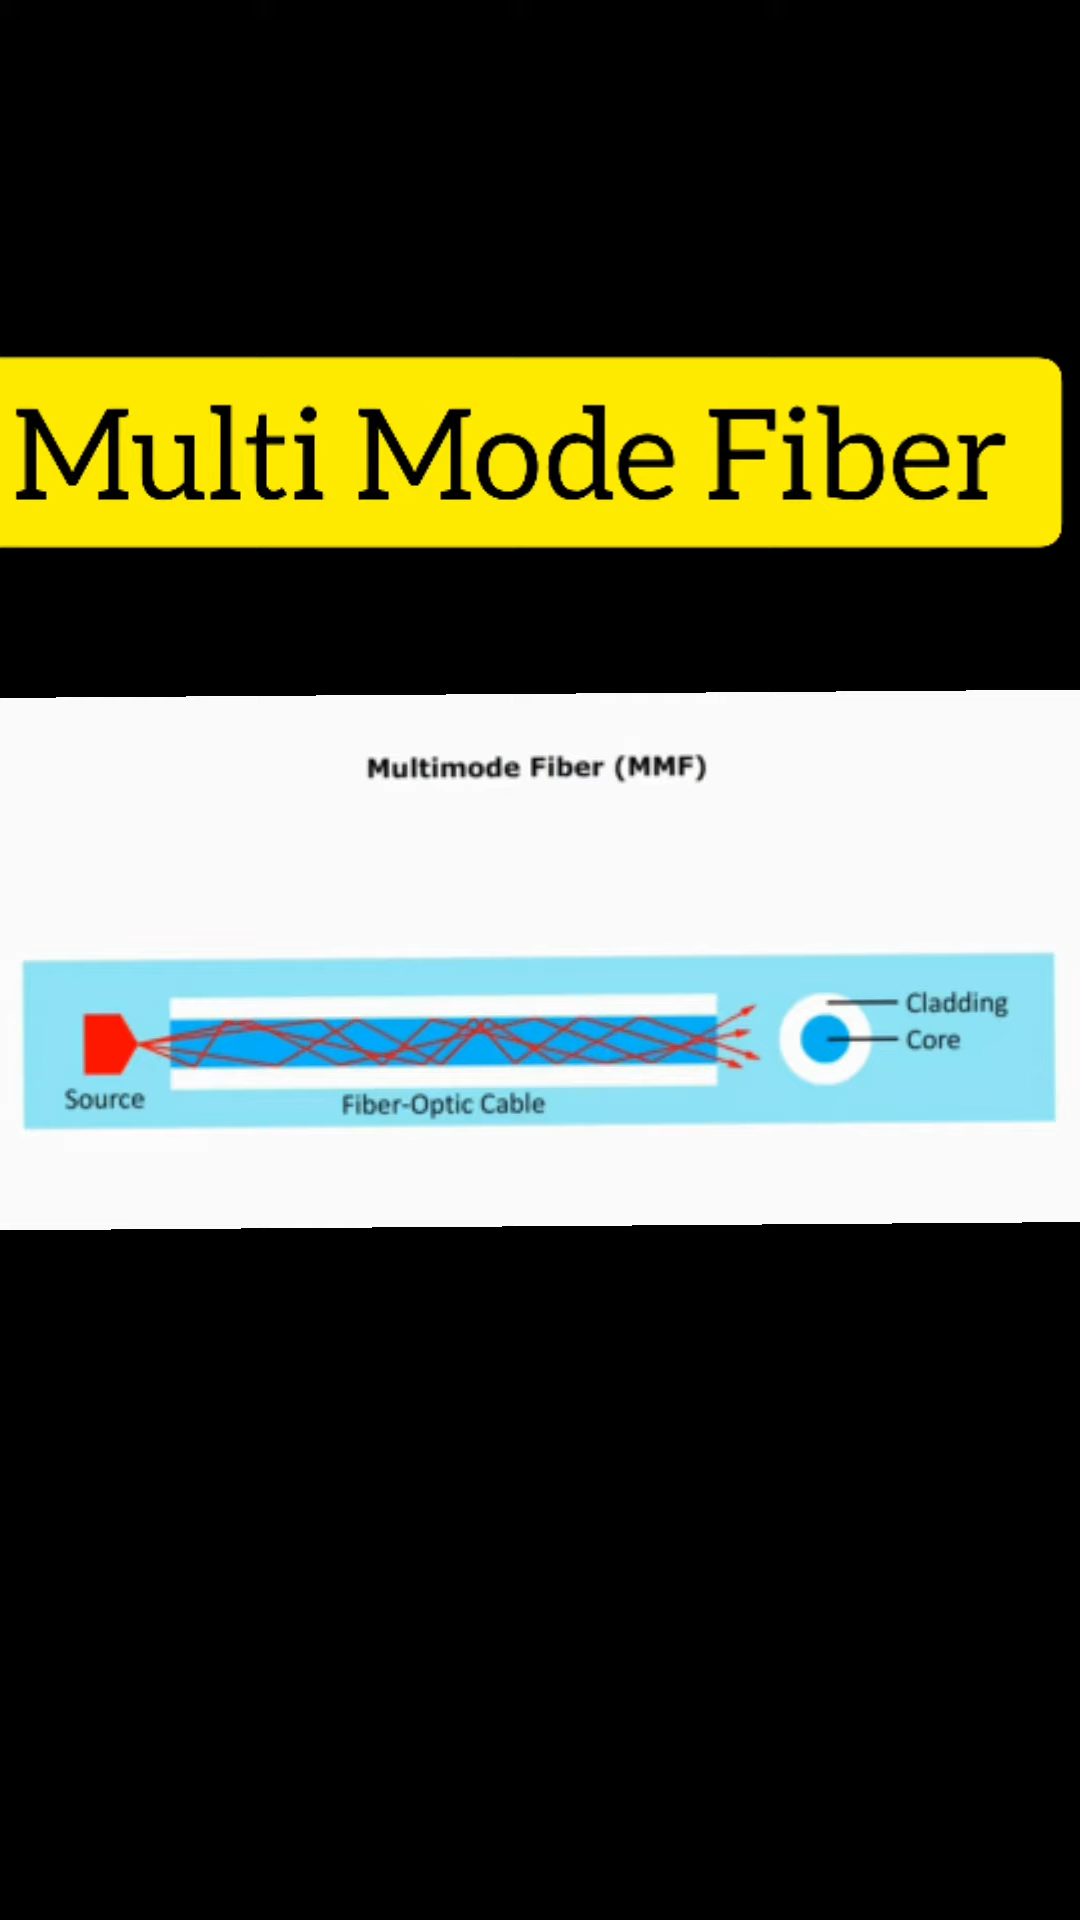 Multi Mode Fiber
Multimode Fiber (MMF)
Cladding
Core
Source
Fiber-Optic Cable